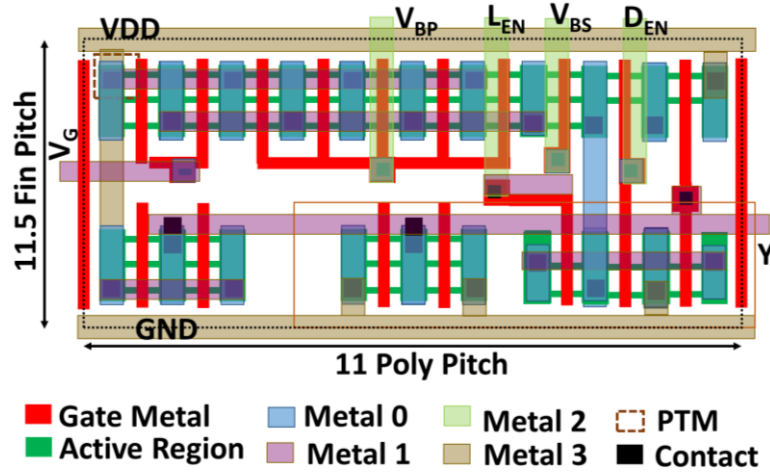 VDD
V_BP
L_EN
V_BS
D_EN
V_G
11.5 Fin Pitch
Y
GND
11 Poly Pitch
Gate Metal
Metal 0
Metal 2
PTM
Active Region
Metal 1
Metal 3
Contact